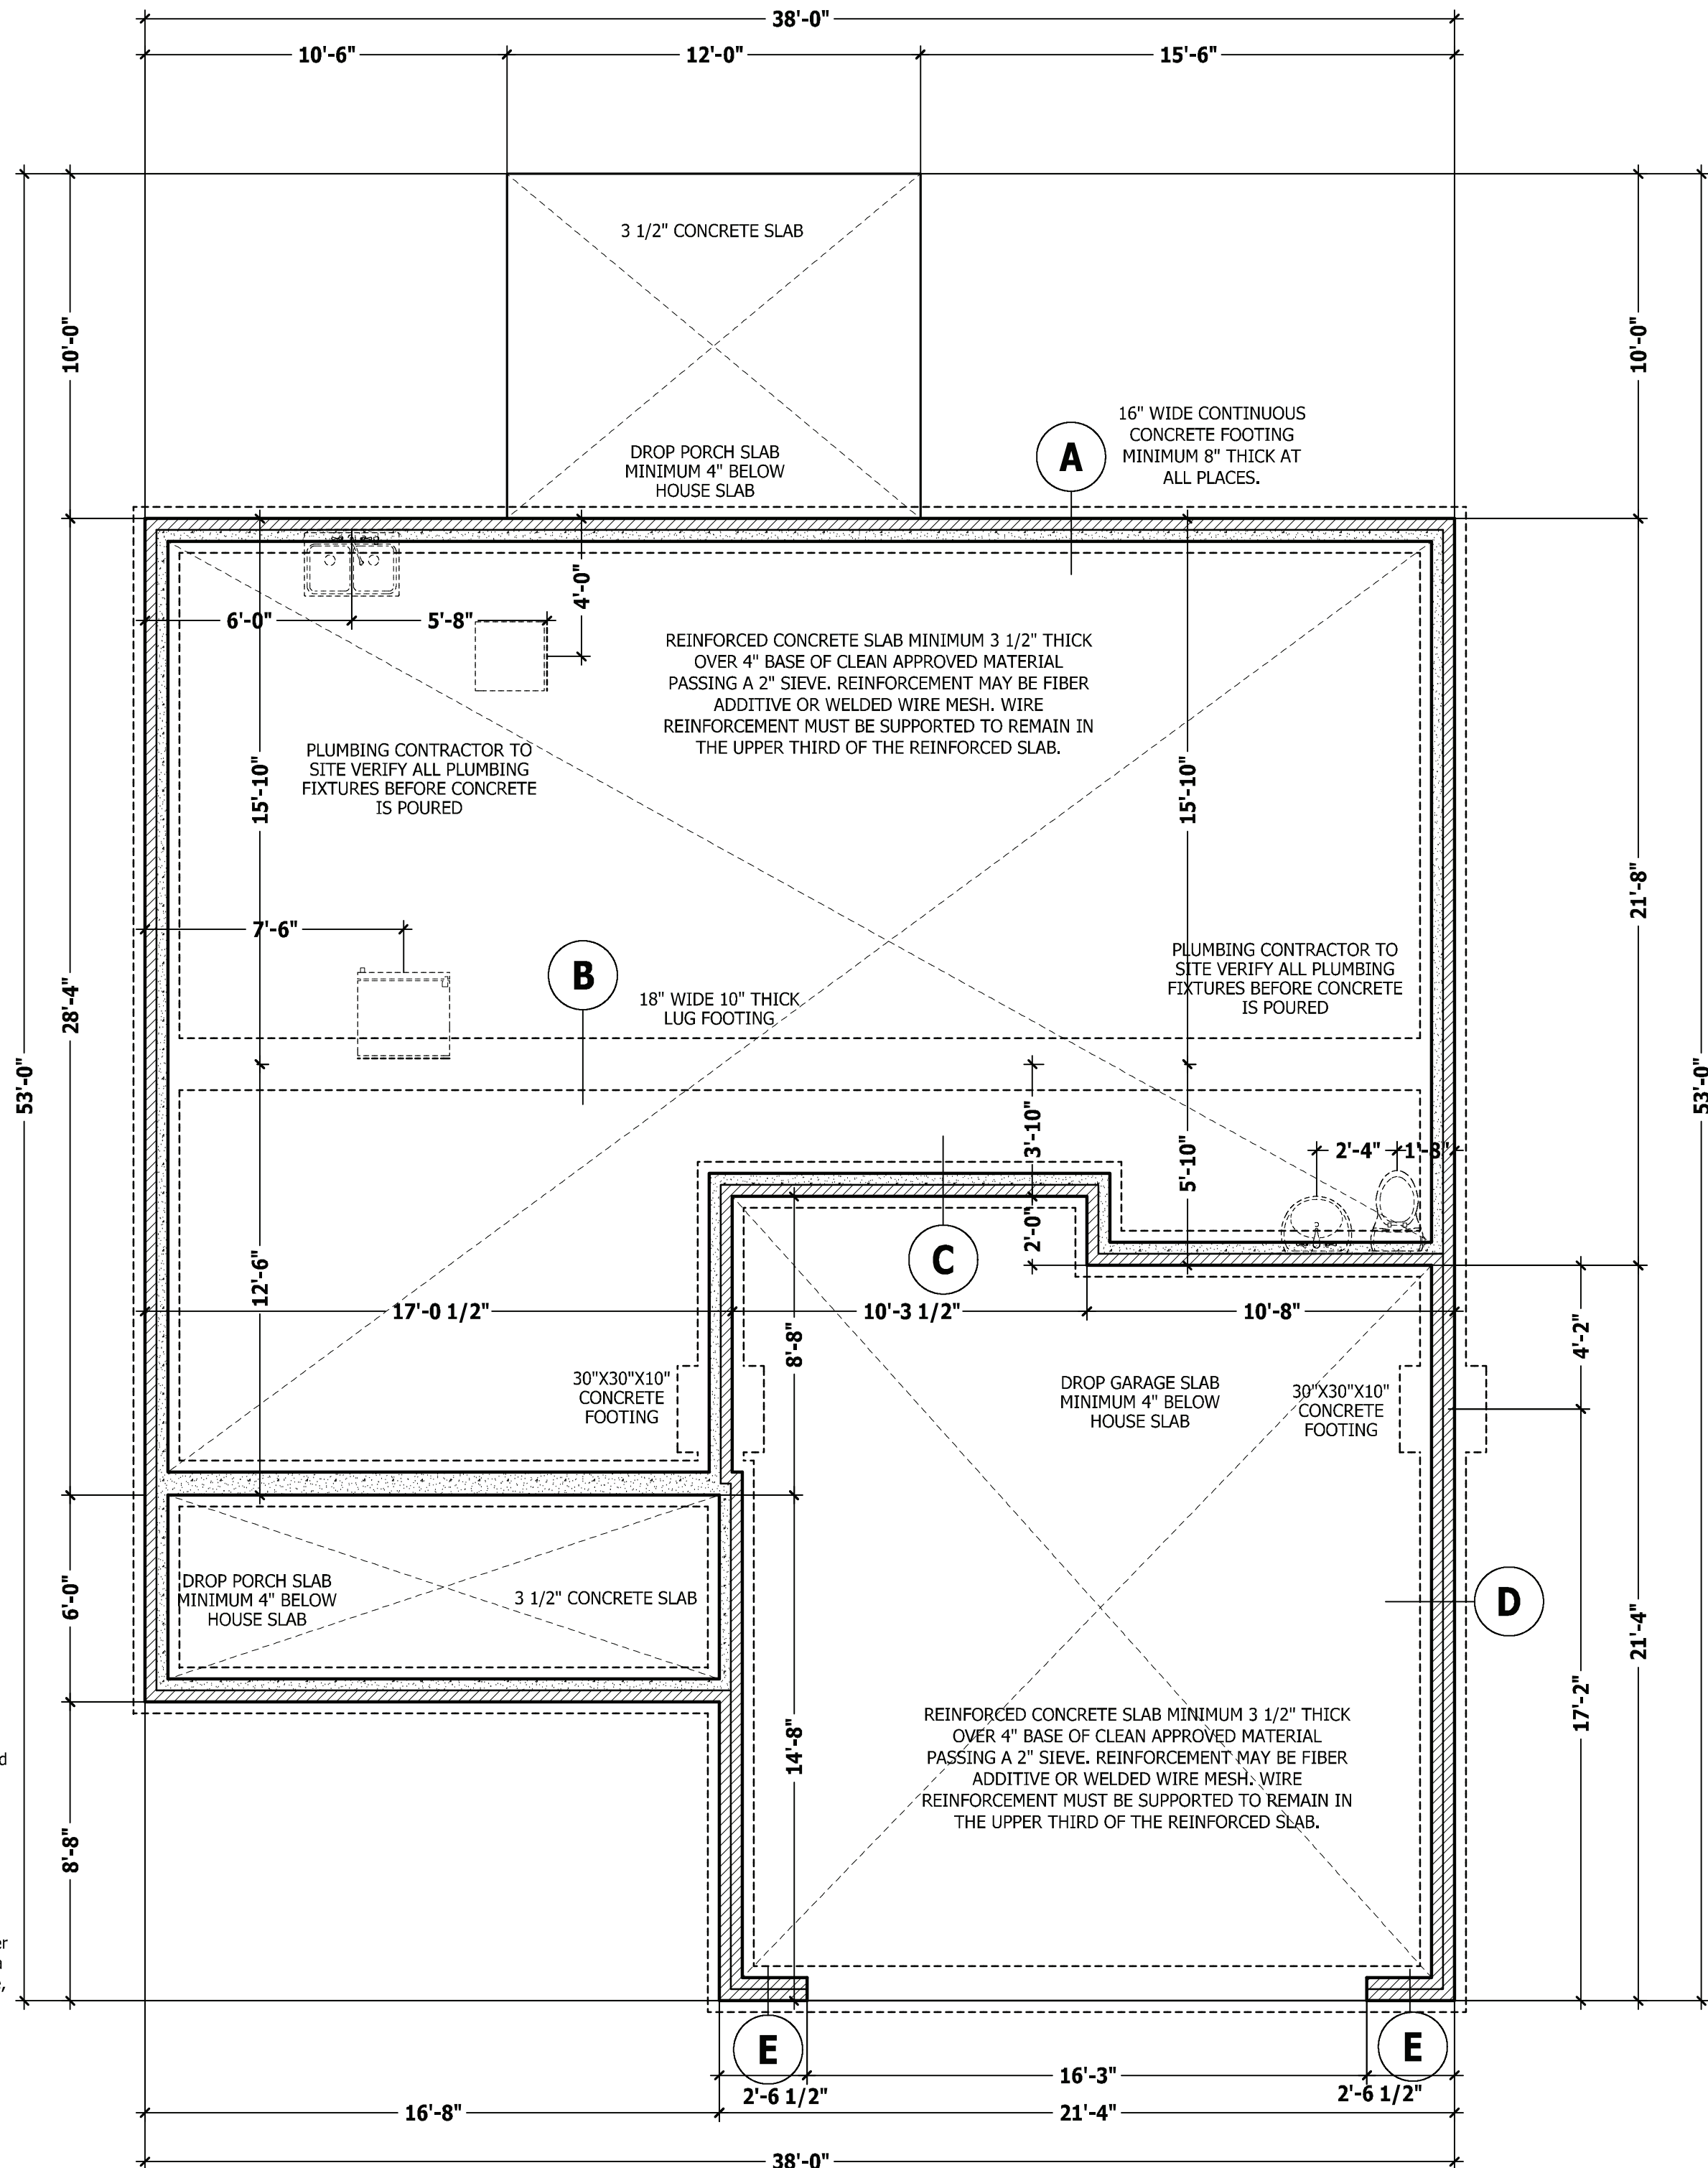 38'-0"
10'-6"
12'-0"
15'-6"
3 1/2" CONCRETE SLAB
10'-0"
10'-0"
16" WIDE CONTINUOUS
CONCRETE FOOTING
MINIMUM 8" THICK AT
ALL PLACES.
A
DROP PORCH SLAB
MINIMUM 4" BELOW
HOUSE SLAB
4'-0"
6'-0"
5'-8"
REINFORCED CONCRETE SLAB MINIMUM 3 1/2" THICK
OVER 4" BASE OF CLEAN APPROVED MATERIAL
PASSING A 2" SIEVE. REINFORCEMENT MAY BE FIBER
ADDITIVE OR WELDED WIRE MESH. WIRE
REINFORCEMENT MUST BE SUPPORTED TO REMAIN IN
THE UPPER THIRD OF THE REINFORCED SLAB.
PLUMBING CONTRACTOR TO
SITE VERIFY ALL PLUMBING
FIXTURES BEFORE CONCRETE
IS POURED
15'-10"
15'-10"
21'-8"
7'-6"
B
18" WIDE 10" THICK
LUG FOOTING
PLUMBING CONTRACTOR TO
SITE VERIFY ALL PLUMBING
FIXTURES BEFORE CONCRETE
IS POURED
28'-4"
53'-0"
53'-0"
3'-10"
5'-10"
2'-4"
1'-8"
2'-0"
C
12'-6"
17'-0 1/2"
10'-3 1/2"
10'-8"
8'-8"
4'-2"
30"X30"X10"
CONCRETE
FOOTING
DROP GARAGE SLAB
MINIMUM 4" BELOW
HOUSE SLAB
30"X30"X10"
CONCRETE
FOOTING
DROP PORCH SLAB
MINIMUM 4" BELOW
HOUSE SLAB
3 1/2" CONCRETE SLAB
6'-0"
D
21'-4"
17'-2"
14'-8"
REINFORCED CONCRETE SLAB MINIMUM 3 1/2" THICK
OVER 4" BASE OF CLEAN APPROVED MATERIAL
PASSING A 2" SIEVE. REINFORCEMENT MAY BE FIBER
ADDITIVE OR WELDED WIRE MESH. WIRE
REINFORCEMENT MUST BE SUPPORTED TO REMAIN IN
THE UPPER THIRD OF THE REINFORCED SLAB.
8'-8"
E
E
16'-3"
2'-6 1/2"
2'-6 1/2"
16'-8"
21'-4"
38'-0"